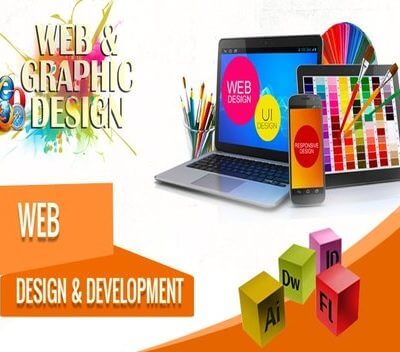 WEB &
GRAPHIC
DESIGN
WEB
DESIGN
UI
DESIGN
RESPONSIVE
DESIGN
WEB
DESIGN & DEVELOPMENT
ID
Dw
Ai
FL